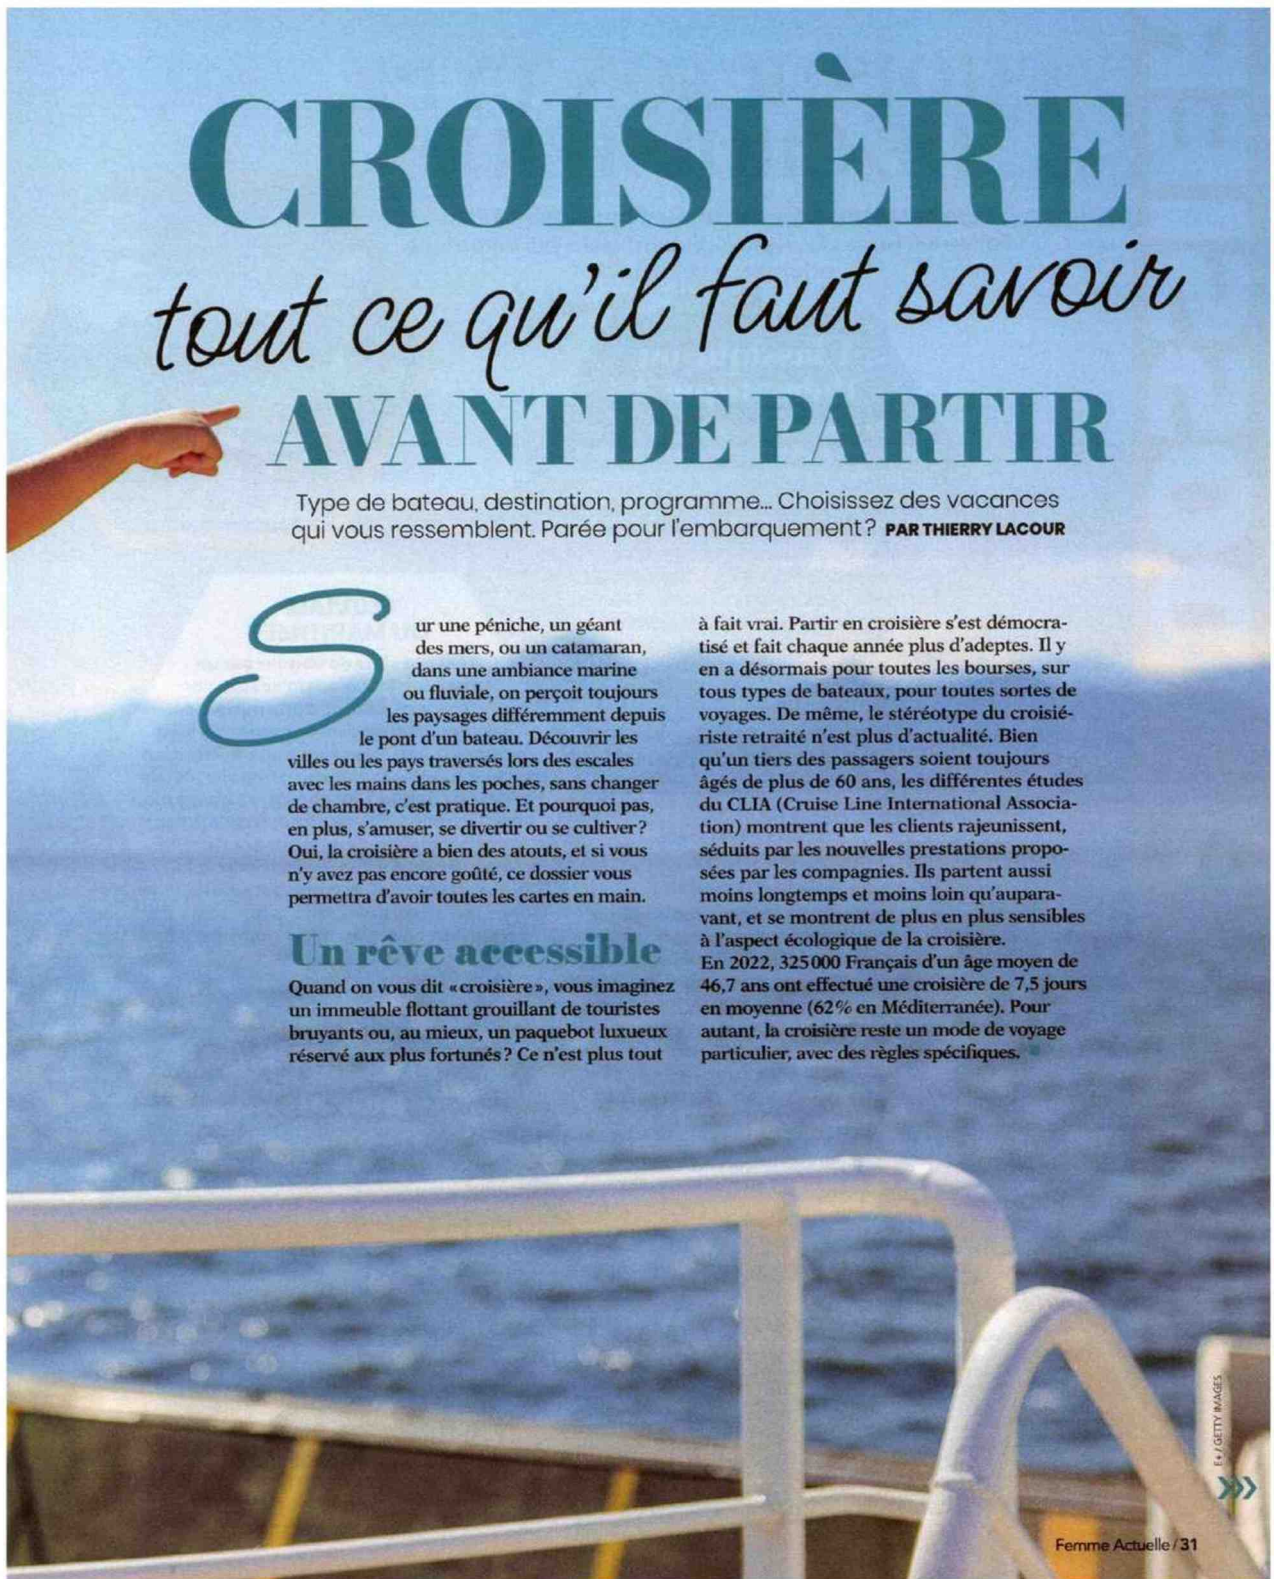 CROISIÈRE
tout ce qu'il faut savoir
AVANT DE PARTIR
Type de bateau, destination, programme... Choisissez des vacances
qui vous ressemblent. Parée pour l'embarquement ? PAR THIERRY LACOUR
Sur une péniche, un géant
des mers, ou un catamaran,
dans une ambiance marine
ou fluviale, on perçoit toujours
les paysages différemment depuis
le pont d'un bateau. Découvrir les
villes ou les pays traversés lors des escales
avec les mains dans les poches, sans changer
de chambre, c'est pratique. Et pourquoi pas,
en plus, s'amuser, se divertir ou se cultiver ?
Oui, la croisière a bien des atouts, et si vous
n'y avez pas encore goûté, ce dossier vous
permettra d'avoir toutes les cartes en main.
Un rêve accessible
Quand on vous dit «croisière», vous imaginez
un immeuble flottant grouillant de touristes
bruyants ou, au mieux, un paquebot luxueux
réservé aux plus fortunés ? Ce n'est plus tout
à fait vrai. Partir en croisière s'est démocra-
tisé et fait chaque année plus d'adeptes. Il y
en a désormais pour toutes les bourses, sur
tous types de bateaux, pour toutes sortes de
voyages. De même, le stéréotype du croisié-
riste retraité n'est plus d'actualité. Bien
qu'un tiers des passagers soient toujours
âgés de plus de 60 ans, les différentes études
du CLIA (Cruise Line International Associa-
tion) montrent que les clients rajeunissent,
séduits par les nouvelles prestations propo-
sées par les compagnies. Ils partent aussi
moins longtemps et moins loin qu'aupara-
vant, et se montrent de plus en plus sensibles
à l'aspect écologique de la croisière.
En 2022, 325 000 Français d'un âge moyen de
46,7 ans ont effectué une croisière de 7,5 jours
en moyenne (62 % en Méditerranée). Pour
autant, la croisière reste un mode de voyage
particulier, avec des règles spécifiques.
E+ / GETTY IMAGES
Femme Actuelle / 31